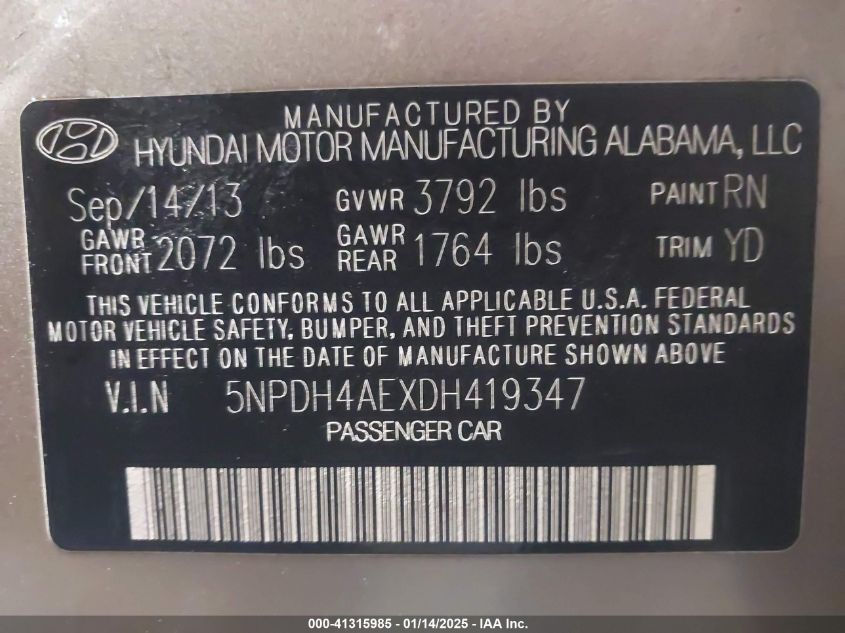 MANUFACTURED BY
HYUNDAI MOTOR MANUFACTURING ALABAMA, LLC
Sep/14/13 GVWR 3792 lbs PAINT RN
GAWR FRONT 2072 lbs GAWR REAR 1764 lbs TRIM YD
THIS VEHICLE CONFORMS TO ALL APPLICABLE U.S.A. FEDERAL
MOTOR VEHICLE SAFETY, BUMPER, AND THEFT PREVENTION STANDARDS
IN EFFECT ON THE DATE OF MANUFACTURE SHOWN ABOVE
V.I.N 5NPDH4AEXDH419347
PASSENGER CAR
000-41315985 - 01/14/2025 - IAA Inc.